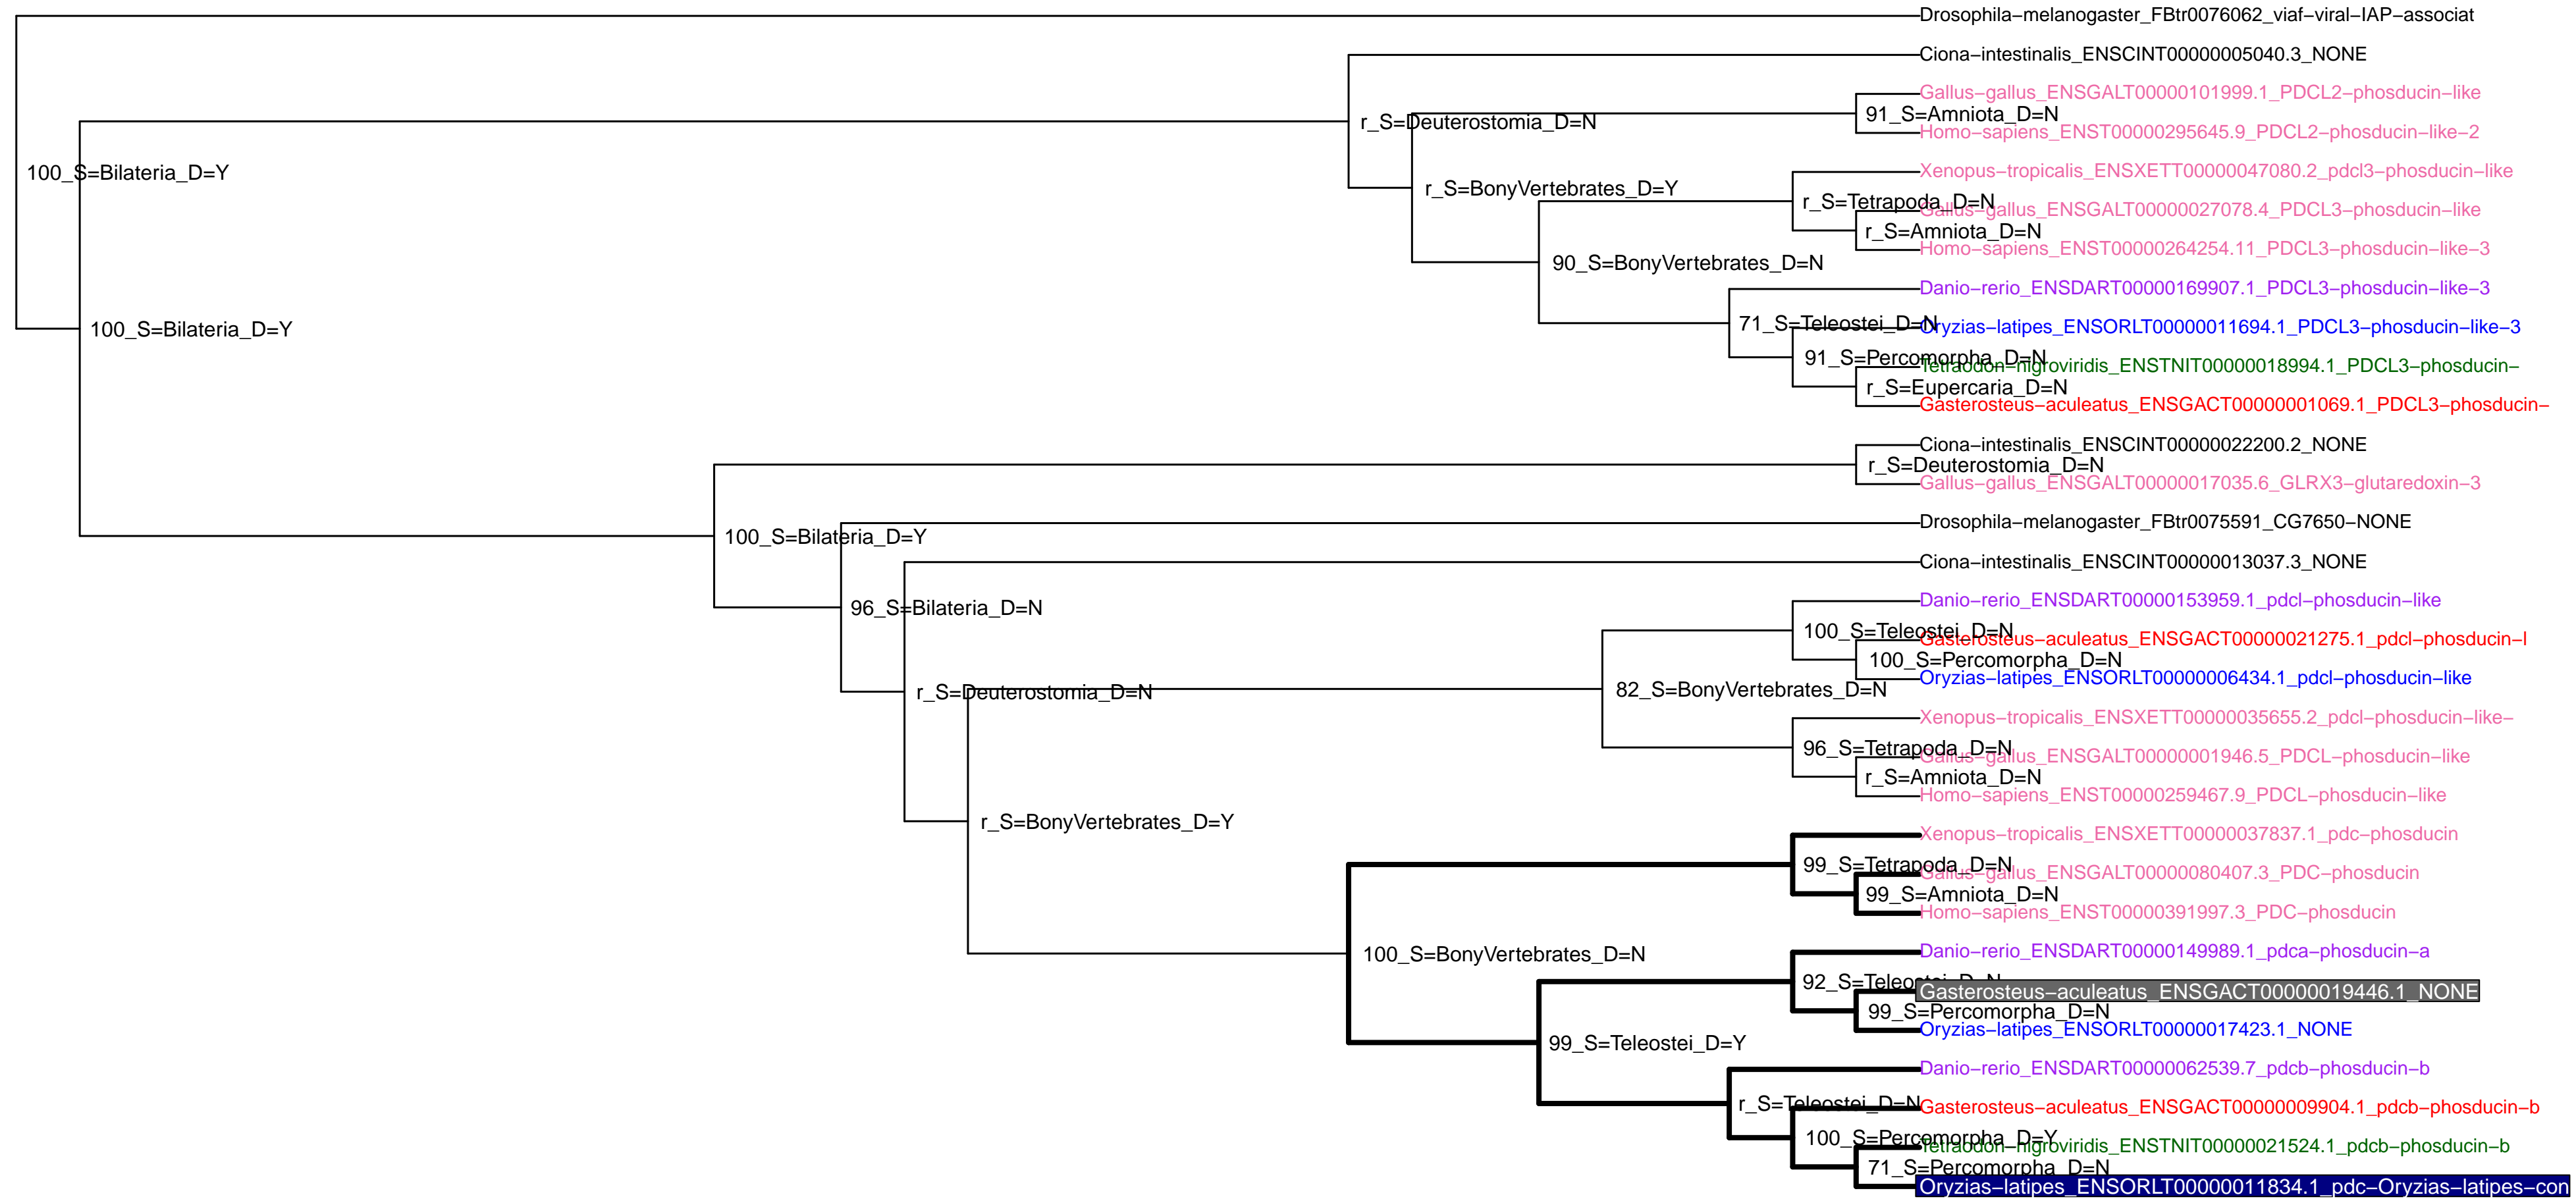 Drosophila−melanogaster_FBtr0076062_viaf−viral−IAP−associat
Ciona−intestinalis_ENSCINT00000005040.3_NONE
Gallus−gallus_ENSGALT00000101999.1_PDCL2−phosducin−like
91_S=Amniota_D=N
r_S=Deuterostomia_D=N
Homo−sapiens_ENST00000295645.9_PDCL2−phosducin−like−2
100_S=Bilateria_D=Y
Xenopus−tropicalis_ENSXETT00000047080.2_pdcl3−phosducin−like
r_S=BonyVertebrates_D=Y
r_S=Tetrapoda_D=N
Gallus−gallus_ENSGALT00000027078.4_PDCL3−phosducin−like
r_S=Amniota_D=N
Homo−sapiens_ENST00000264254.11_PDCL3−phosducin−like−3
90_S=BonyVertebrates_D=N
Danio−rerio_ENSDART00000169907.1_PDCL3−phosducin−like−3
71_S=Teleostei_D=N
Oryzias−latipes_ENSORLT00000011694.1_PDCL3−phosducin−like−3
100_S=Bilateria_D=Y
91_S=Percomorpha_D=N
Tetraodon−nigroviridis_ENSTNIT00000018994.1_PDCL3−phosducin−
r_S=Eupercaria_D=N
Gasterosteus−aculeatus_ENSGACT00000001069.1_PDCL3−phosducin−
Ciona−intestinalis_ENSCINT00000022200.2_NONE
r_S=Deuterostomia_D=N
Gallus−gallus_ENSGALT00000017035.6_GLRX3−glutaredoxin−3
Drosophila−melanogaster_FBtr0075591_CG7650−NONE
100_S=Bilateria_D=Y
Ciona−intestinalis_ENSCINT00000013037.3_NONE
Danio−rerio_ENSDART00000153959.1_pdcl−phosducin−like
96_S=Bilateria_D=N
100_S=Teleostei_D=N
Gasterosteus−aculeatus_ENSGACT00000021275.1_pdcl−phosducin−l
100_S=Percomorpha_D=N
Oryzias−latipes_ENSORLT00000006434.1_pdcl−phosducin−like
82_S=BonyVertebrates_D=N
r_S=Deuterostomia_D=N
Xenopus−tropicalis_ENSXETT00000035655.2_pdcl−phosducin−like−
96_S=Tetrapoda_D=N
Gallus−gallus_ENSGALT00000001946.5_PDCL−phosducin−like
r_S=Amniota_D=N
Homo−sapiens_ENST00000259467.9_PDCL−phosducin−like
r_S=BonyVertebrates_D=Y
Xenopus−tropicalis_ENSXETT00000037837.1_pdc−phosducin
99_S=Tetrapoda_D=N
Gallus−gallus_ENSGALT00000080407.3_PDC−phosducin
99_S=Amniota_D=N
Homo−sapiens_ENST00000391997.3_PDC−phosducin
100_S=BonyVertebrates_D=N
Danio−rerio_ENSDART00000149989.1_pdca−phosducin−a
92_S=Teleostei_D=N
Gasterosteus−aculeatus_ENSGACT00000019446.1_NONE
99_S=Percomorpha_D=N
Oryzias−latipes_ENSORLT00000017423.1_NONE
99_S=Teleostei_D=Y
Danio−rerio_ENSDART00000062539.7_pdcb−phosducin−b
r_S=Teleostei_D=N
Gasterosteus−aculeatus_ENSGACT00000009904.1_pdcb−phosducin−b
100_S=Percomorpha_D=Y
Tetraodon−nigroviridis_ENSTNIT00000021524.1_pdcb−phosducin−b
71_S=Percomorpha_D=N
Oryzias−latipes_ENSORLT00000011834.1_pdc−Oryzias−latipes−con